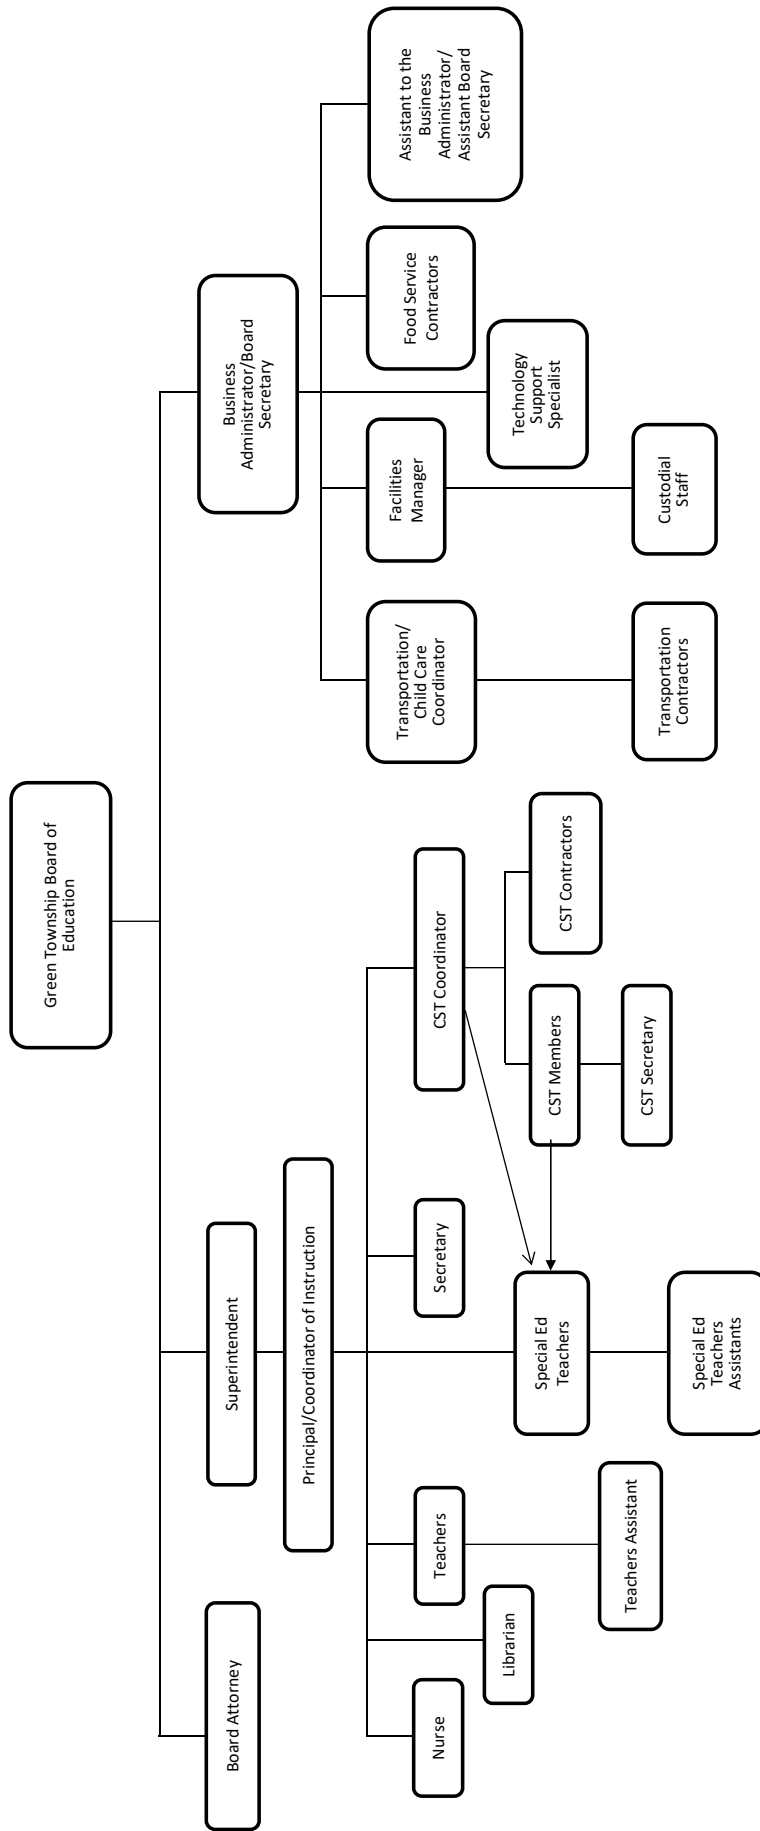 Green Township Board of
Education
Board Attorney
Superintendent
Business
Administrator/Board
Secretary
Principal/Coordinator of Instruction
Nurse
Librarian
Teachers
Teachers Assistant
Special Ed
Teachers
Special Ed
Teachers
Assistants
Secretary
CST Coordinator
CST Members
CST Contractors
CST Secretary
Transportation/
Child Care
Coordinator
Transportation
Contractors
Facilities
Manager
Custodial
Staff
Technology
Support
Specialist
Food Service
Contractors
Assistant to the
Business
Administrator/
Assistant Board
Secretary